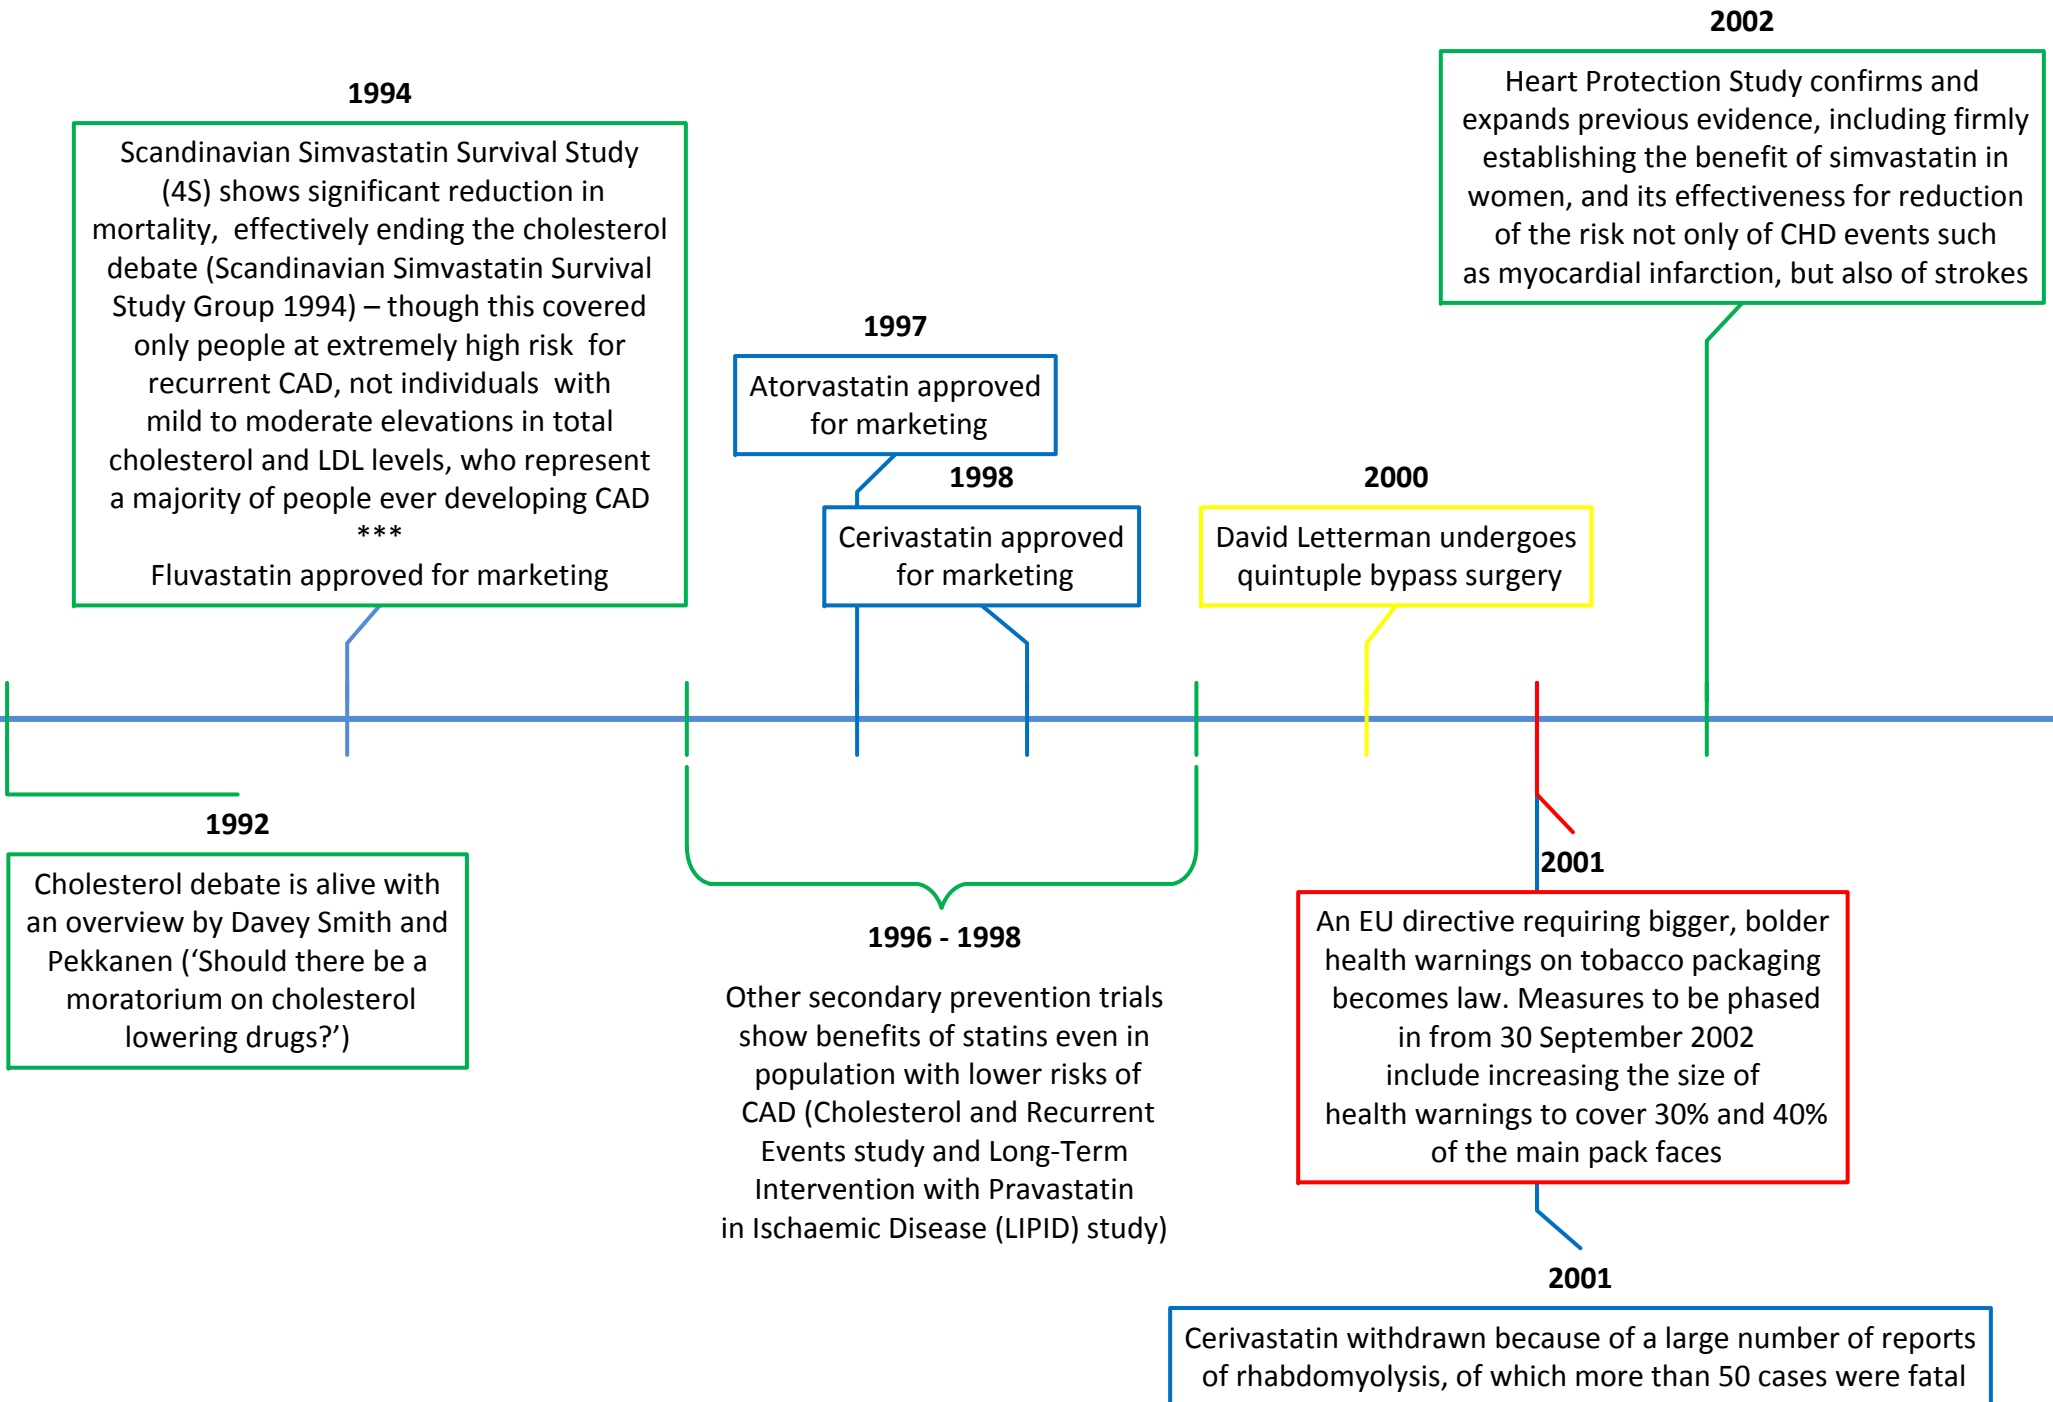 2002
Heart Protection Study confirms and
expands previous evidence, including firmly
establishing the benefit of simvastatin in
women, and its effectiveness for reduction
of the risk not only of CHD events such
as myocardial infarction, but also of strokes
1994
Scandinavian Simvastatin Survival Study
(4S) shows significant reduction in
mortality, effectively ending the cholesterol
debate (Scandinavian Simvastatin Survival
Study Group 1994) – though this covered
only people at extremely high risk for
recurrent CAD, not individuals with
mild to moderate elevations in total
cholesterol and LDL levels, who represent
a majority of people ever developing CAD
***
Fluvastatin approved for marketing
1997
Atorvastatin approved
for marketing
1998
Cerivastatin approved
for marketing
2000
David Letterman undergoes
quintuple bypass surgery
1992
Cholesterol debate is alive with
an overview by Davey Smith and
Pekkanen (‘Should there be a
moratorium on cholesterol
lowering drugs?’)
1996 - 1998
Other secondary prevention trials
show benefits of statins even in
population with lower risks of
CAD (Cholesterol and Recurrent
Events study and Long-Term
Intervention with Pravastatin
in Ischaemic Disease (LIPID) study)
2001
An EU directive requiring bigger, bolder
health warnings on tobacco packaging
becomes law. Measures to be phased
in from 30 September 2002
include increasing the size of
health warnings to cover 30% and 40%
of the main pack faces
2001
Cerivastatin withdrawn because of a large number of reports
of rhabdomyolysis, of which more than 50 cases were fatal